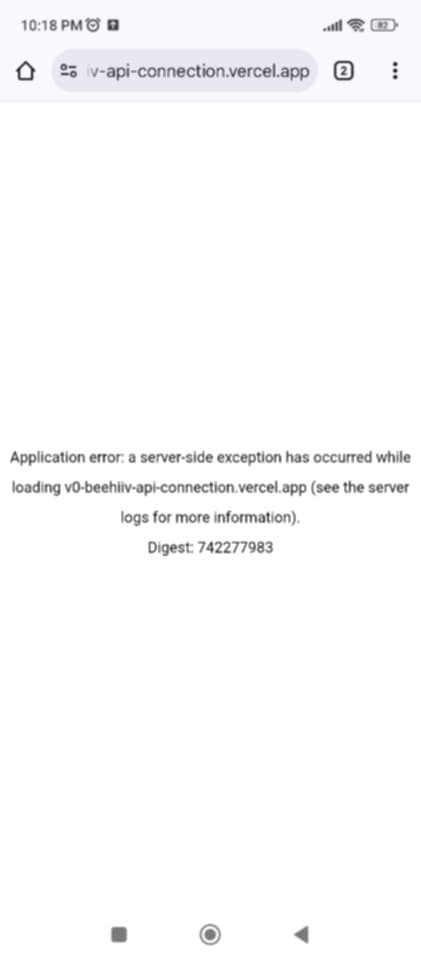 10:18 PM
82
iv-api-connection.vercel.app
2
Application error: a server-side exception has occurred while
loading v0-beehiiv-api-connection.vercel.app (see the server
logs for more information).
Digest: 742277983